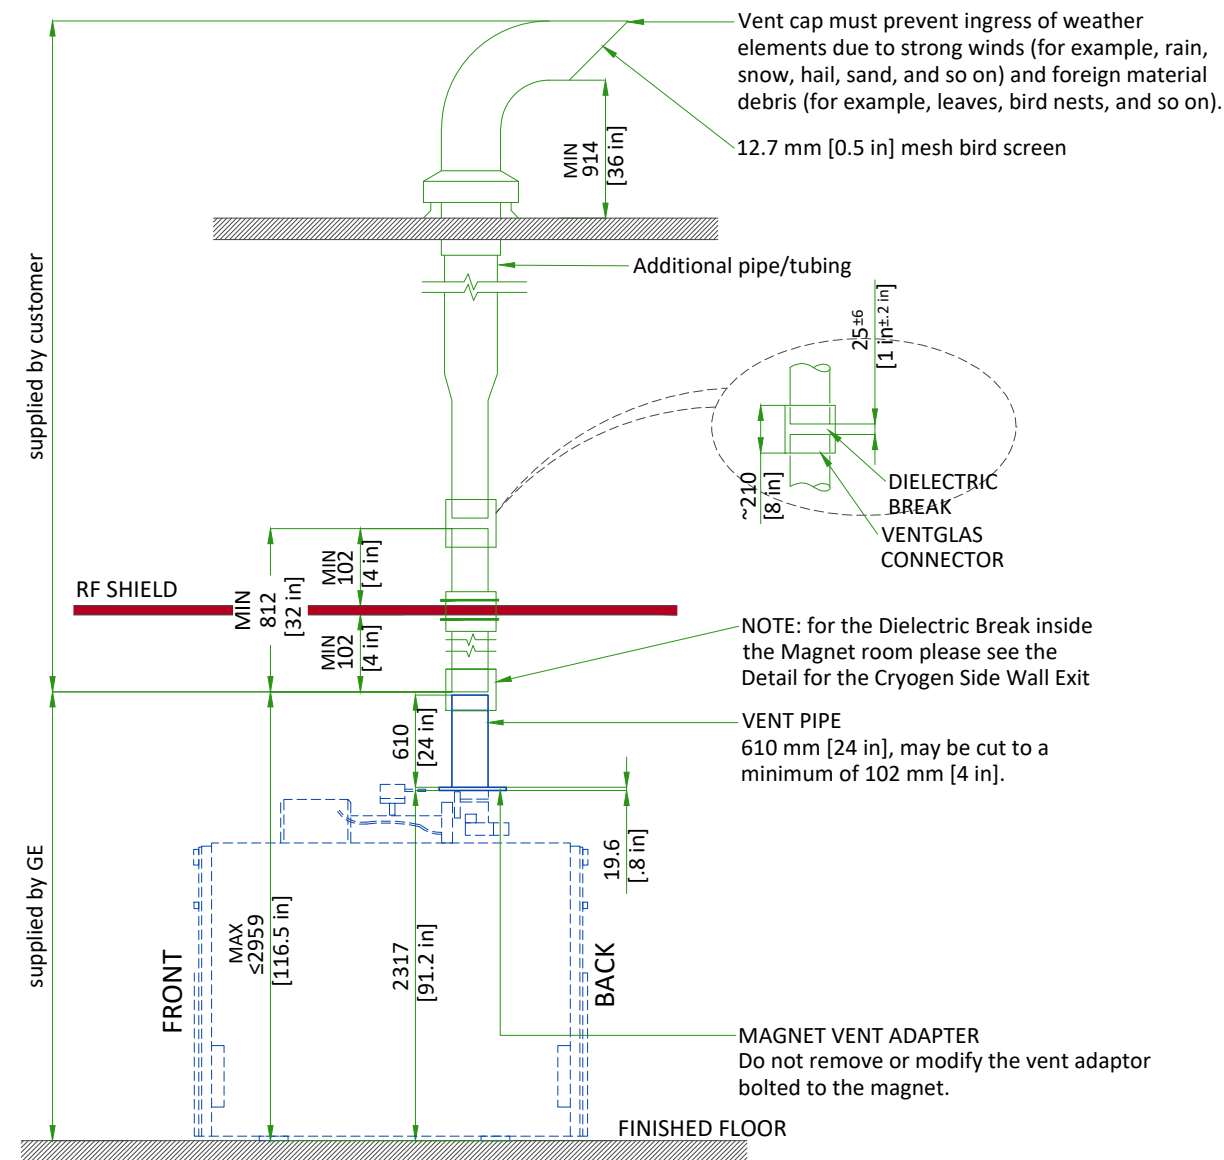 Vent cap must prevent ingress of weather
elements due to strong winds (for example, rain,
snow, hail, sand, and so on) and foreign material
debris (for example, leaves, bird nests, and so on).
12.7 mm [0.5 in] mesh bird screen
MIN
914
[36 in]
supplied by customer
Additional pipe/tubing
25±6
[1 in±.2 in]
~210
[8 in]
DIELECTRIC
BREAK
VENTGLAS
CONNECTOR
RF SHIELD
MIN
812
[32 in]
MIN
102
[4 in]
MIN
102
[4 in]
NOTE: for the Dielectric Break inside
the Magnet room please see the
Detail for the Cryogen Side Wall Exit
610
[24 in]
VENT PIPE
610 mm [24 in], may be cut to a
minimum of 102 mm [4 in].
19.6
[.8 in]
supplied by GE
FRONT
MAX
≤2959
[116.5 in]
2317
[91.2 in]
BACK
MAGNET VENT ADAPTER
Do not remove or modify the vent adaptor
bolted to the magnet.
FINISHED FLOOR